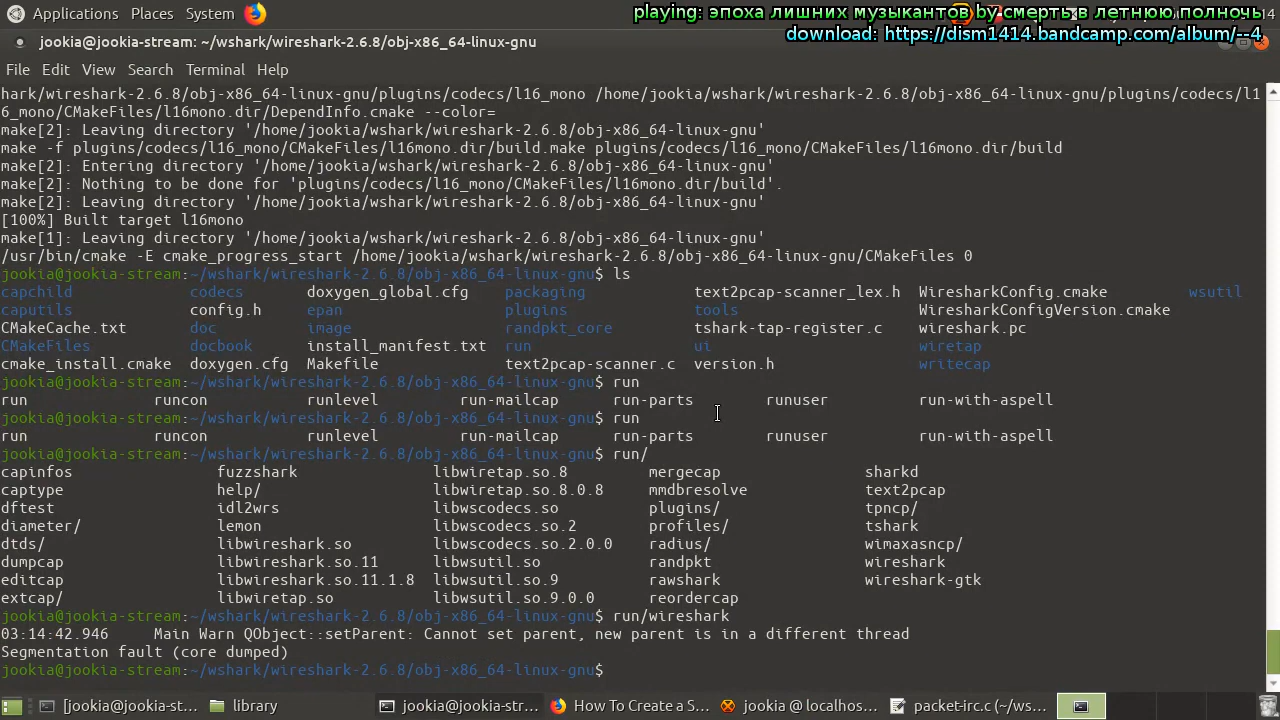 Applications Places System
playing: эпоха лишних музыкантов by смерть в летнюю полночь
download: https://dism1414.bandcamp.com/album/--4
jookia@jookia-stream: ~/wshark/wireshark-2.6.8/obj-x86_64-linux-gnu
File Edit View Search Terminal Help
hark/wireshark-2.6.8/obj-x86_64-linux-gnu/plugins/codecs/l16_mono /home/jookia/wshark/wireshark-2.6.8/obj-x86_64-linux-gnu/plugins/codecs/l1
6_mono/CMakeFiles/l16mono.dir/DependInfo.cmake --color=
make[2]: Leaving directory '/home/jookia/wshark/wireshark-2.6.8/obj-x86_64-linux-gnu'
make -f plugins/codecs/l16_mono/CMakeFiles/l16mono.dir/build.make plugins/codecs/l16_mono/CMakeFiles/l16mono.dir/build
make[2]: Entering directory '/home/jookia/wshark/wireshark-2.6.8/obj-x86_64-linux-gnu'
make[2]: Nothing to be done for 'plugins/codecs/l16_mono/CMakeFiles/l16mono.dir/build'.
make[2]: Leaving directory '/home/jookia/wshark/wireshark-2.6.8/obj-x86_64-linux-gnu'
[100%] Built target l16mono
make[1]: Leaving directory '/home/jookia/wshark/wireshark-2.6.8/obj-x86_64-linux-gnu'
/usr/bin/cmake -E cmake_progress_start /home/jookia/wshark/wireshark-2.6.8/obj-x86_64-linux-gnu/CMakeFiles 0
jookia@jookia-stream:~/wshark/wireshark-2.6.8/obj-x86_64-linux-gnu$ ls
capchild codecs doxygen_global.cfg packaging text2pcap-scanner_lex.h WiresharkConfig.cmake wsutil
caputils config.h epan plugins tools WiresharkConfigVersion.cmake
CMakeCache.txt doc image randpkt_core tshark-tap-register.c wireshark.pc
CMakeFiles docbook install_manifest.txt run ui wiretap
cmake_install.cmake doxygen.cfg Makefile text2pcap-scanner.c version.h writecap
jookia@jookia-stream:~/wshark/wireshark-2.6.8/obj-x86_64-linux-gnu$ run
run runcon runlevel run-mailcap run-parts runuser run-with-aspell
jookia@jookia-stream:~/wshark/wireshark-2.6.8/obj-x86_64-linux-gnu$ run
run runcon runlevel run-mailcap run-parts runuser run-with-aspell
jookia@jookia-stream:~/wshark/wireshark-2.6.8/obj-x86_64-linux-gnu$ run/
capinfos fuzzshark libwiretap.so.8 mergecap sharkd
captype help/ libwiretap.so.8.0.8 mmdbresolve text2pcap
dftest idl2wrs libwscodecs.so plugins/ tpncp/
diameter/ lemon libwscodecs.so.2 profiles/ tshark
dtds/ libwireshark.so libwscodecs.so.2.0.0 radius/ wimaxasncp/
dumpcap libwireshark.so.11 libwsutil.so randpkt wireshark
editcap libwireshark.so.11.1.8 libwsutil.so.9 rawshark wireshark-gtk
extcap/ libwiretap.so libwsutil.so.9.0.0 reordercap
jookia@jookia-stream:~/wshark/wireshark-2.6.8/obj-x86_64-linux-gnu$ run/wireshark
03:14:42.946 Main Warn QObject::setParent: Cannot set parent, new parent is in a different thread
Segmentation fault (core dumped)
jookia@jookia-stream:~/wshark/wireshark-2.6.8/obj-x86_64-linux-gnu$
[jookia@jookia-st... library jookia@jookia-str... How To Create a S... jookia @ localhos... packet-irc.c (~/ws...